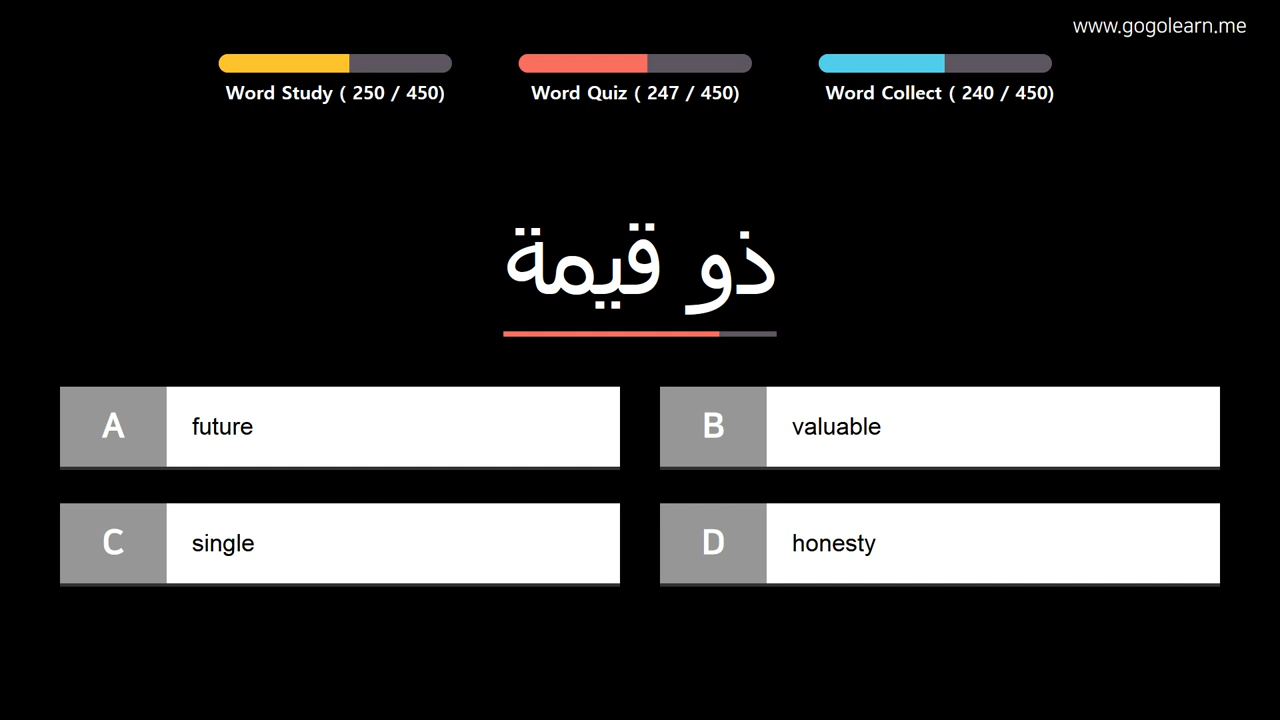 www.gogolearn.me
Word Study ( 250 / 450)
Word Quiz ( 247 / 450)
Word Collect ( 240 / 450)
ذو قيمة
A future
B valuable
C single
D honesty